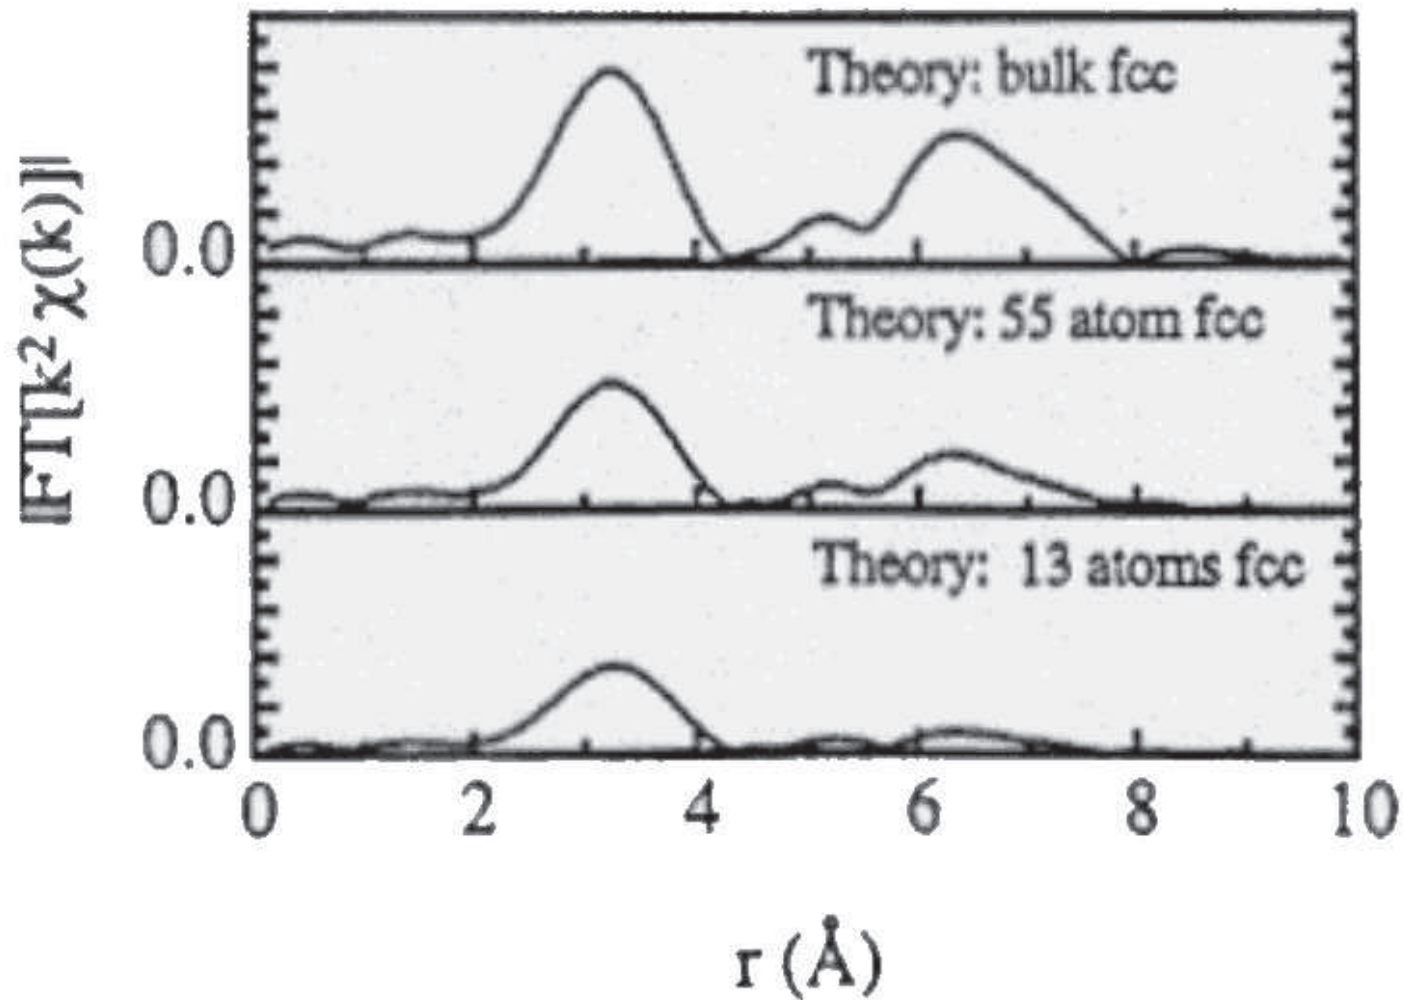 |FT[k² χ(k)]|
Theory: bulk fcc
0.0
Theory: 55 atom fcc
0.0
Theory: 13 atoms fcc
0.0
0 2 4 6 8 10
r (Å)